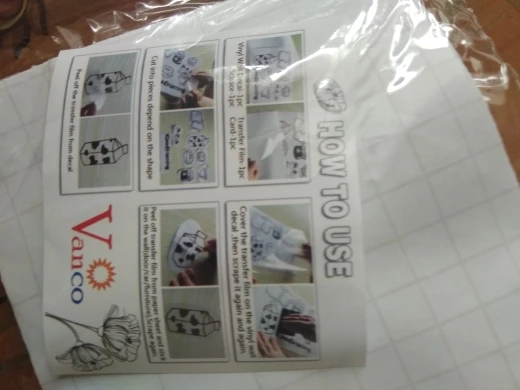 HOW TO USE
Vinyl Wall Decal-1pc Transfer Film-1pc
Scraper-1pc Card-1pc
Cover the transfer film on the vinyl wall
decal ,then scrape it again and again
Cut into pieces depend on the shape
Peel off transfer film from paper sheet and stick
it on the wall/door/car/furnitures.Scrape again
Peel off the transfer film from decal
Vanco